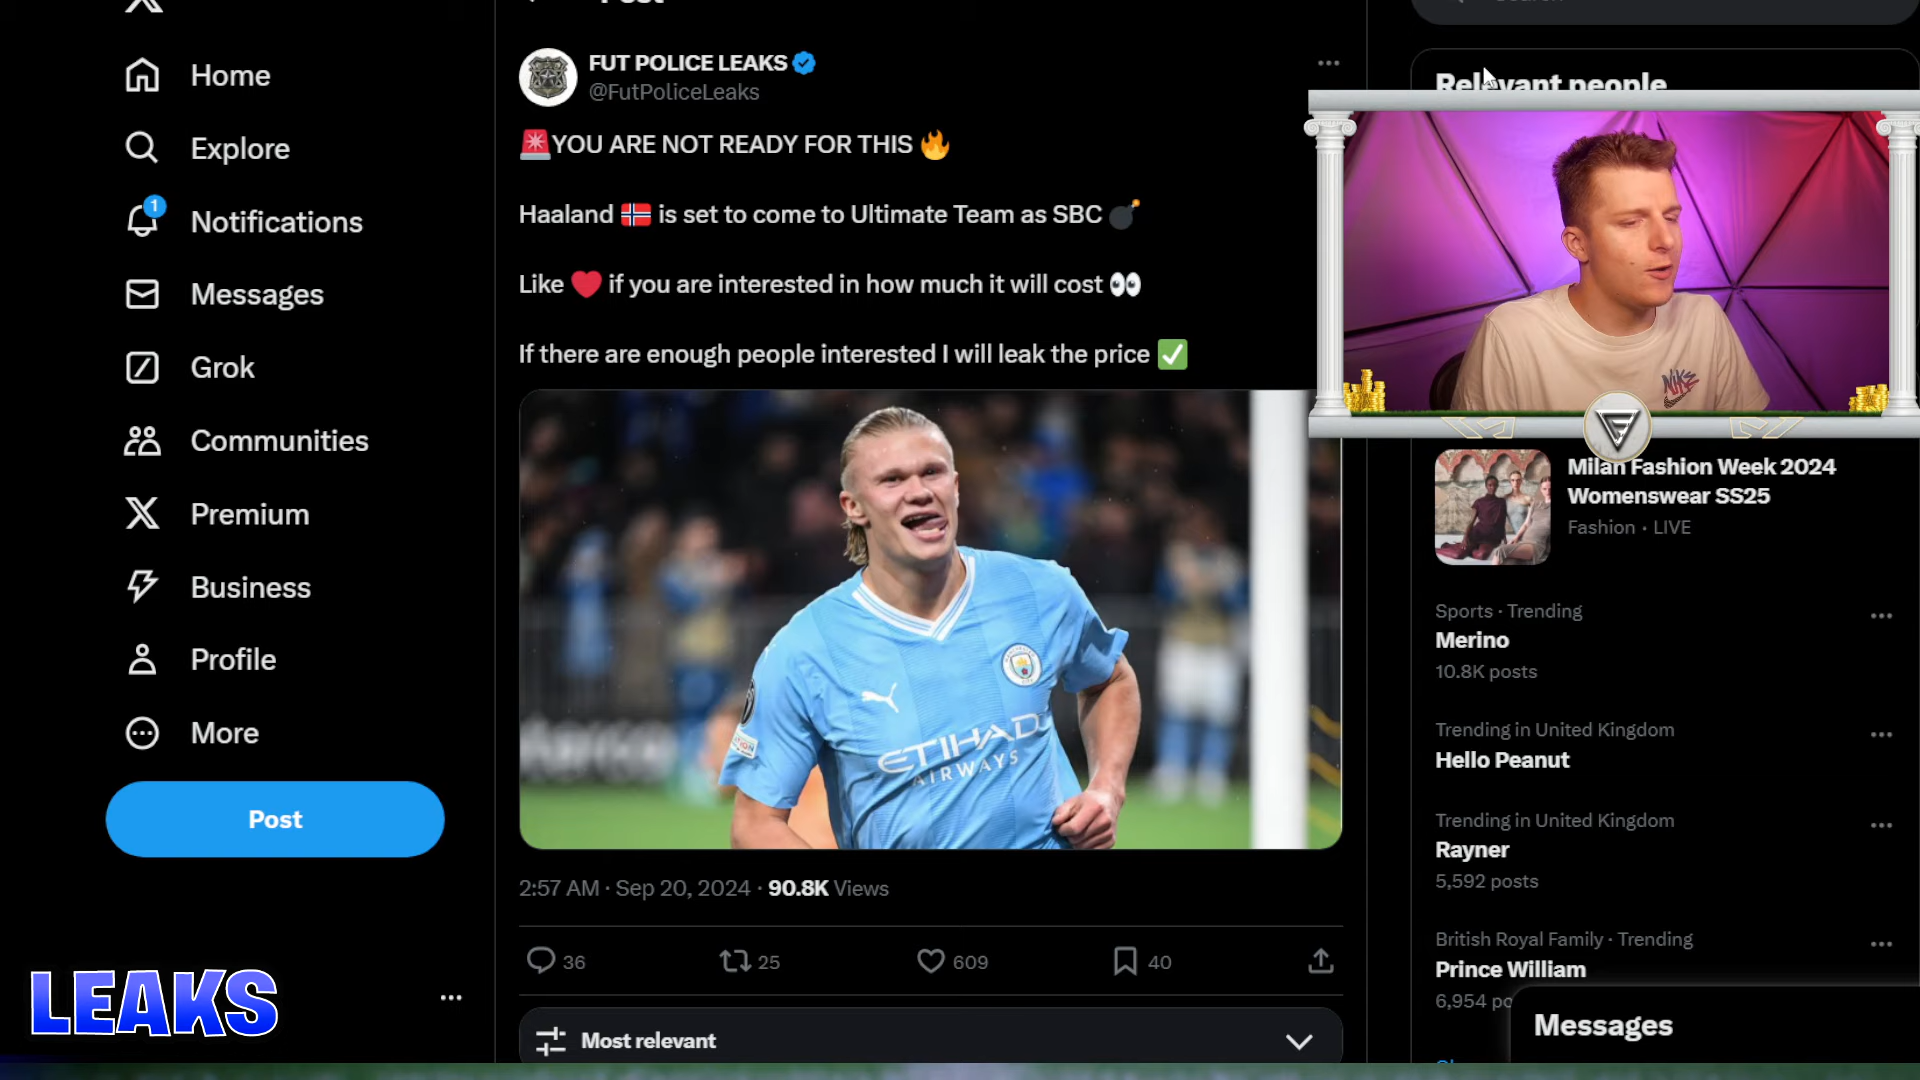 Home
Explore
1
Notifications
Messages
Grok
Communities
Premium
Business
Profile
More
Post
LEAKS
Post
FUT POLICE LEAKS
@FutPoliceLeaks
🚨YOU ARE NOT READY FOR THIS 🔥
Haaland 🇳🇴 is set to come to Ultimate Team as SBC 💣
Like ❤️ if you are interested in how much it will cost 👀
If there are enough people interested I will leak the price ✅
ETIHAD
AIRWAYS
2:57 AM · Sep 20, 2024 · 90.8K Views
36
25
609
40
Most relevant
Relevant people
NIKE
Milan Fashion Week 2024
Womenswear SS25
Fashion · LIVE
Sports · Trending
Merino
10.8K posts
Trending in United Kingdom
Hello Peanut
Trending in United Kingdom
Rayner
5,592 posts
British Royal Family · Trending
Prince William
6,954
Messages